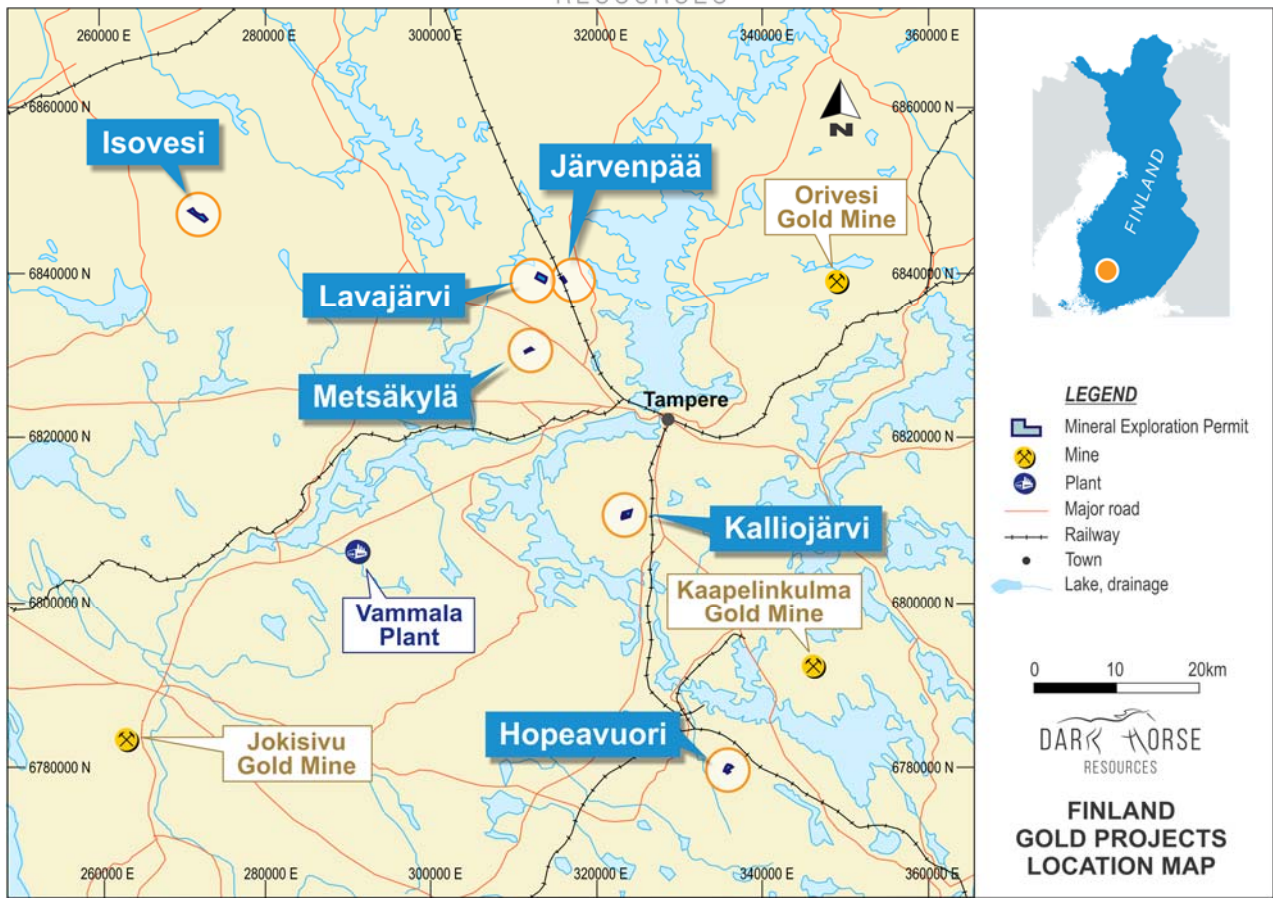 RESOURCES
260000 E
280000 E
300000 E
320000 E
340000 E
360000 E
6860000 N
6860000 N
Isovesi
Järvenpää
Orivesi
Gold Mine
N
6840000 N
6840000 N
Lavajärvi
Metsäkylä
Tampere
6820000 N
6820000 N
Kalliojärvi
Vammala
Plant
Kaapelinkulma
Gold Mine
6800000 N
6800000 N
Hopeavuori
Jokisivu
Gold Mine
6780000 N
6780000 N
260000 E
280000 E
300000 E
320000 E
340000 E
360000 E
FINLAND
LEGEND
Mineral Exploration Permit
Mine
Plant
Major road
Railway
Town
Lake, drainage
0 10 20km
DARK HORSE
RESOURCES
FINLAND
GOLD PROJECTS
LOCATION MAP